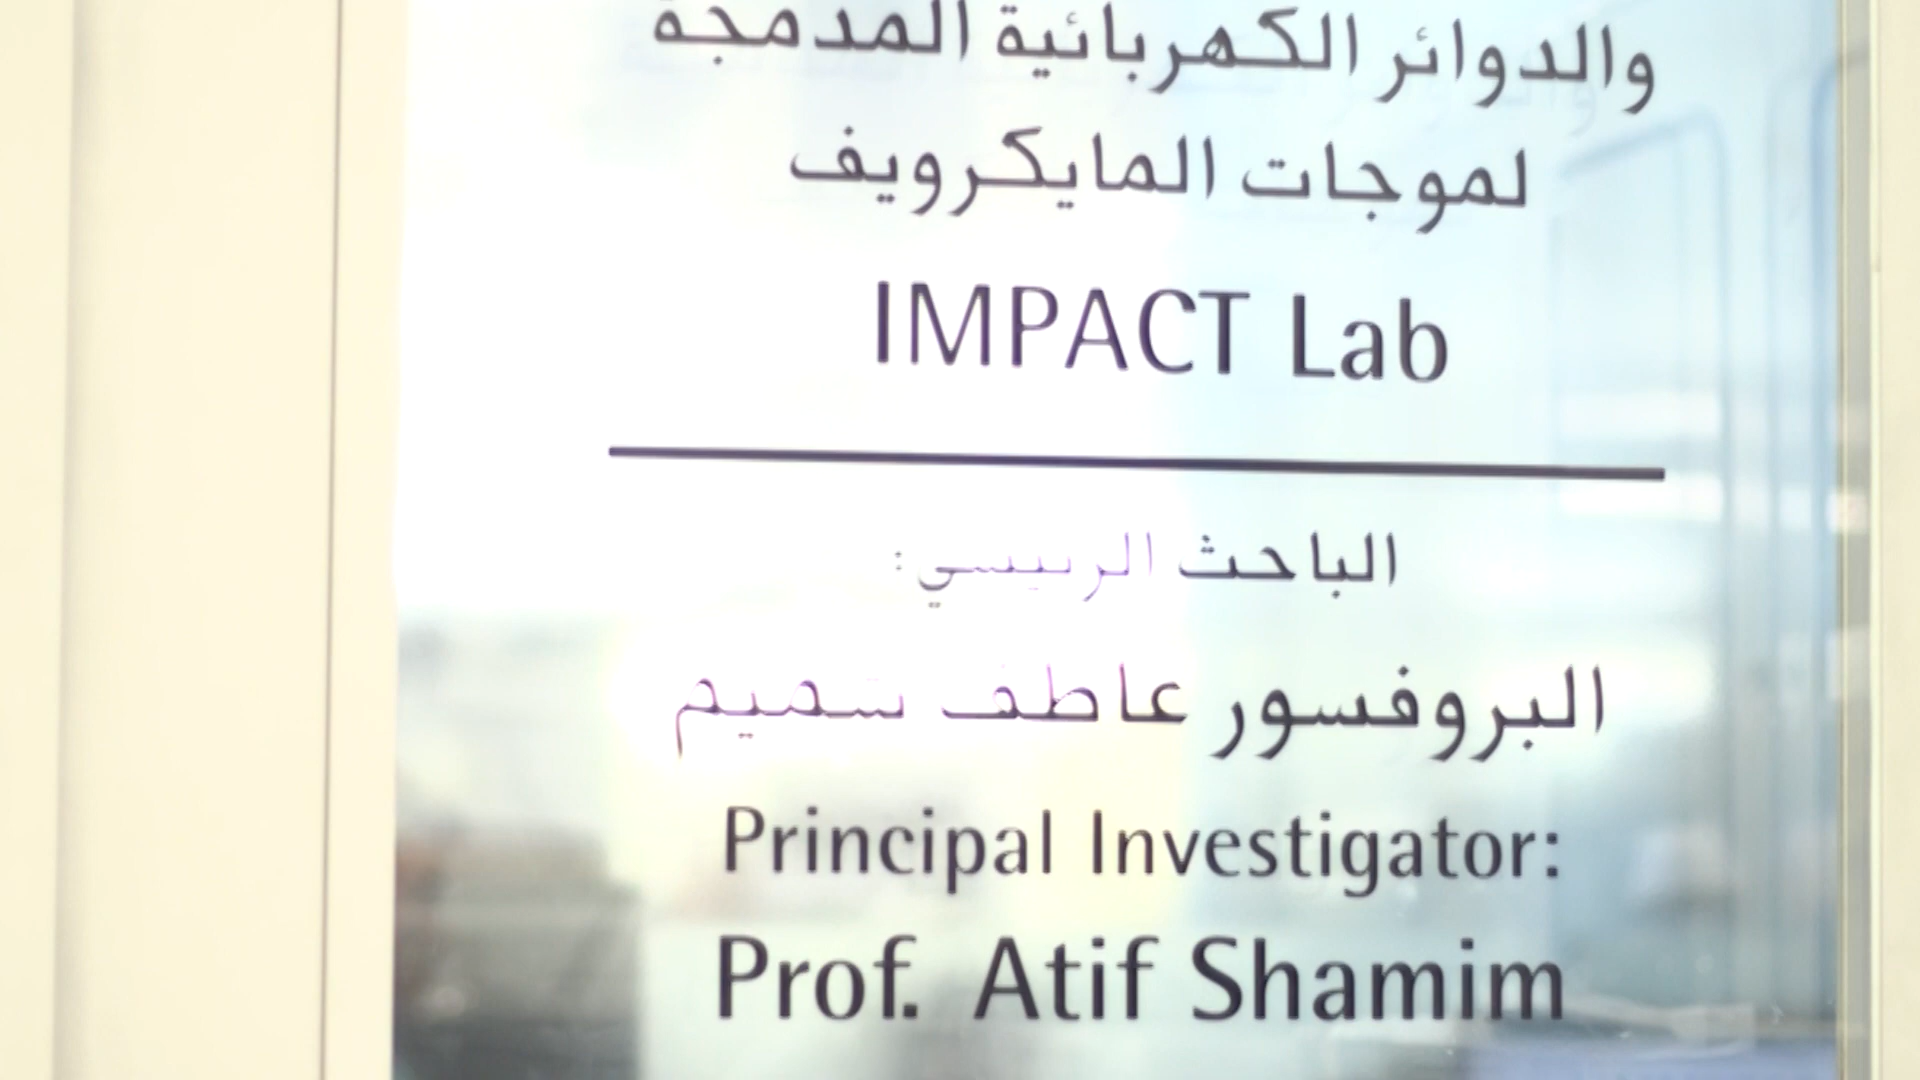 والدوائر الكهربائية المدمجة
لموجات المايكرويف
IMPACT Lab
الباحث الرئيسي:
البروفسور عاطف شميم
Principal Investigator:
Prof. Atif Shamim